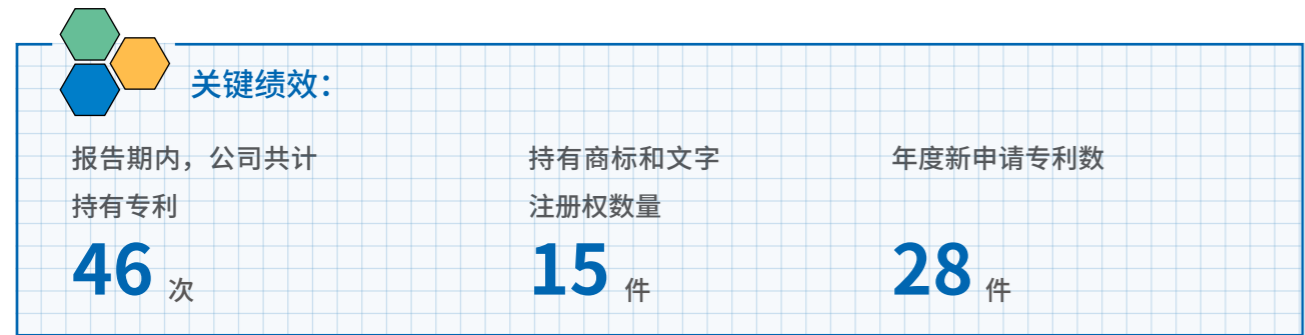 关键绩效：
报告期内，公司共计
持有专利
46 次
持有商标和文字
注册权数量
15 件
年度新申请专利数
28 件